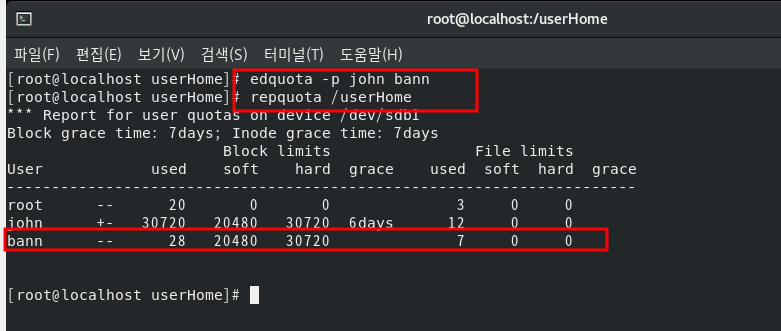 root@localhost:/userHome
파일(F) 편집(E) 보기(V) 검색(S) 터미널(T) 도움말(H)
[root@localhost userHome]# edquota -p john bann
[root@localhost userHome]# repquota /userHome
*** Report for user quotas on device /dev/sdb1
Block grace time: 7days; Inode grace time: 7days
                        Block limits                File limits
User            used    soft    hard  grace    used  soft  hard  grace
----------------------------------------------------------------------
root      --      20       0       0              3     0     0
john      +-   30720   20480   30720  6days      12     0     0
bann      --      28   20480   30720              7     0     0
[root@localhost userHome]#